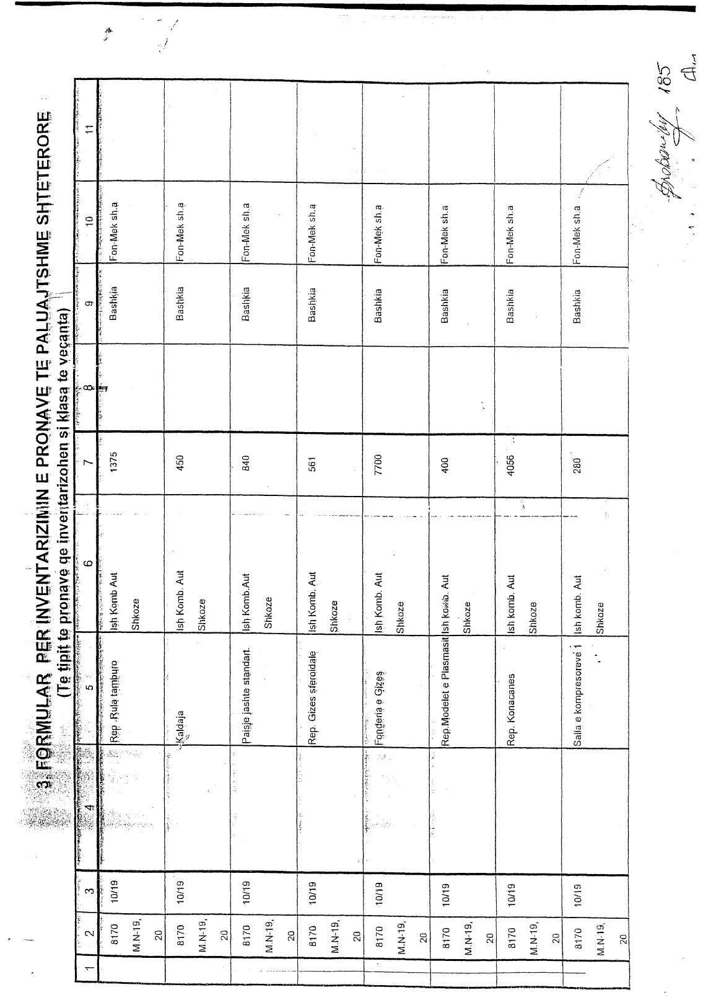 3. FORMULAR PER INVENTARIZIMIN E PRONAVE TE PALUAJTSHME SHTETERORE
(Te tipit te pronave qe inventarizohen si klasa te veçanta)
1 2 3 4 5 6 7 8 9 10 11
8170 10/19 Rep .Rula tamburo Ish Komb Aut 1375 Bashkia Fon-Mek sh.a
M.N-19, Shkoze
20
8170 10/19 Kaldaja Ish Komb. Aut 450 Bashkia Fon-Mek sh.a
M.N-19, Shkoze
20
8170 10/19 Paisje jashte standart. Ish Komb.Aut 840 Bashkia Fon-Mek sh.a
M.N-19, Shkoze
20
8170 10/19 Rep. Gizes sferoidale Ish Komb. Aut 561 Bashkia Fon-Mek sh.a
M.N-19, Shkoze
20
8170 10/19 Fonderia e Gizes Ish Komb. Aut 7700 Bashkia Fon-Mek sh.a
M.N-19, Shkoze
20
8170 10/19 Rep.Modelet e Plasmasit Ish komb. Aut 400 Bashkia Fon-Mek sh.a
M.N-19, Shkoze
20
8170 10/19 Rep. Konacanes Ish komb. Aut 4056 Bashkia Fon-Mek sh.a
M.N-19, Shkoze
20
8170 10/19 Salla e kompresoreve 1 Ish komb. Aut 280 Bashkia Fon-Mek sh.a
M.N-19, Shkoze
20
185